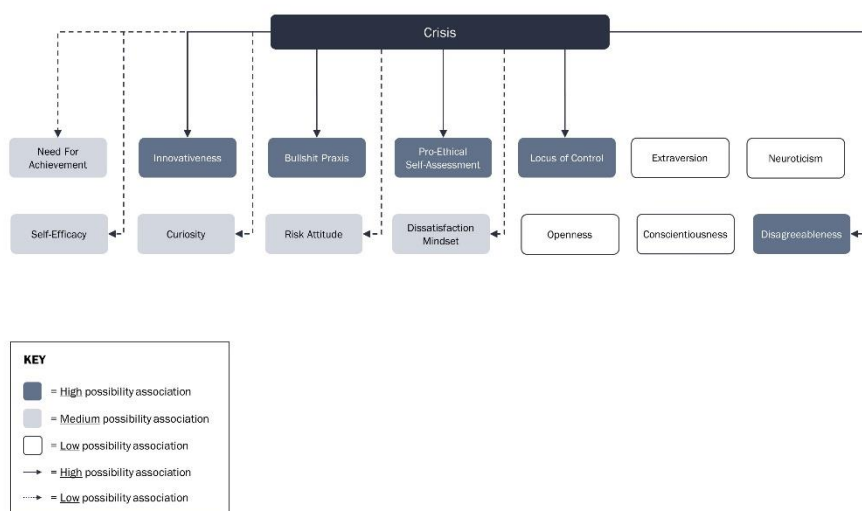 Crisis
Need For
Achievement
Innovativeness
Bullshit Praxis
Pro-Ethical
Self-Assessment
Locus of Control
Extraversion
Neuroticism
Self-Efficacy
Curiosity
Risk Attitude
Dissatisfaction
Mindset
Openness
Conscientiousness
Disagreeableness
KEY
= High possibility association
= Medium possibility association
= Low possibility association
= High possibility association
= Low possibility association